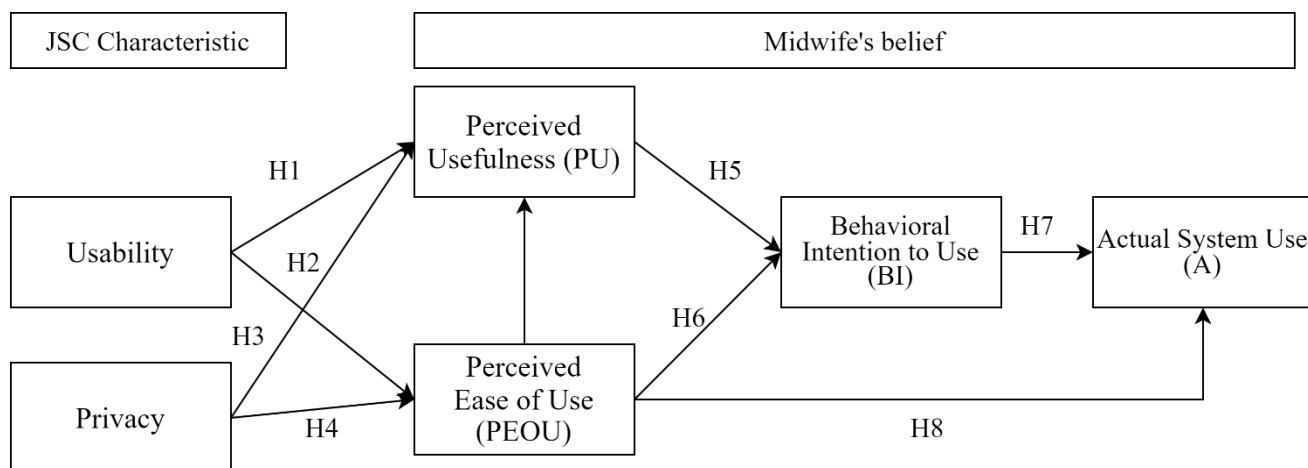 JSC Characteristic
Midwife's belief
Perceived
Usefulness (PU)
H1
H5
Usability
H2
Behavioral
Intention to Use
(BI)
H7
Actual System Use
(A)
H3
H6
Privacy
H4
Perceived
Ease of Use
(PEOU)
H8